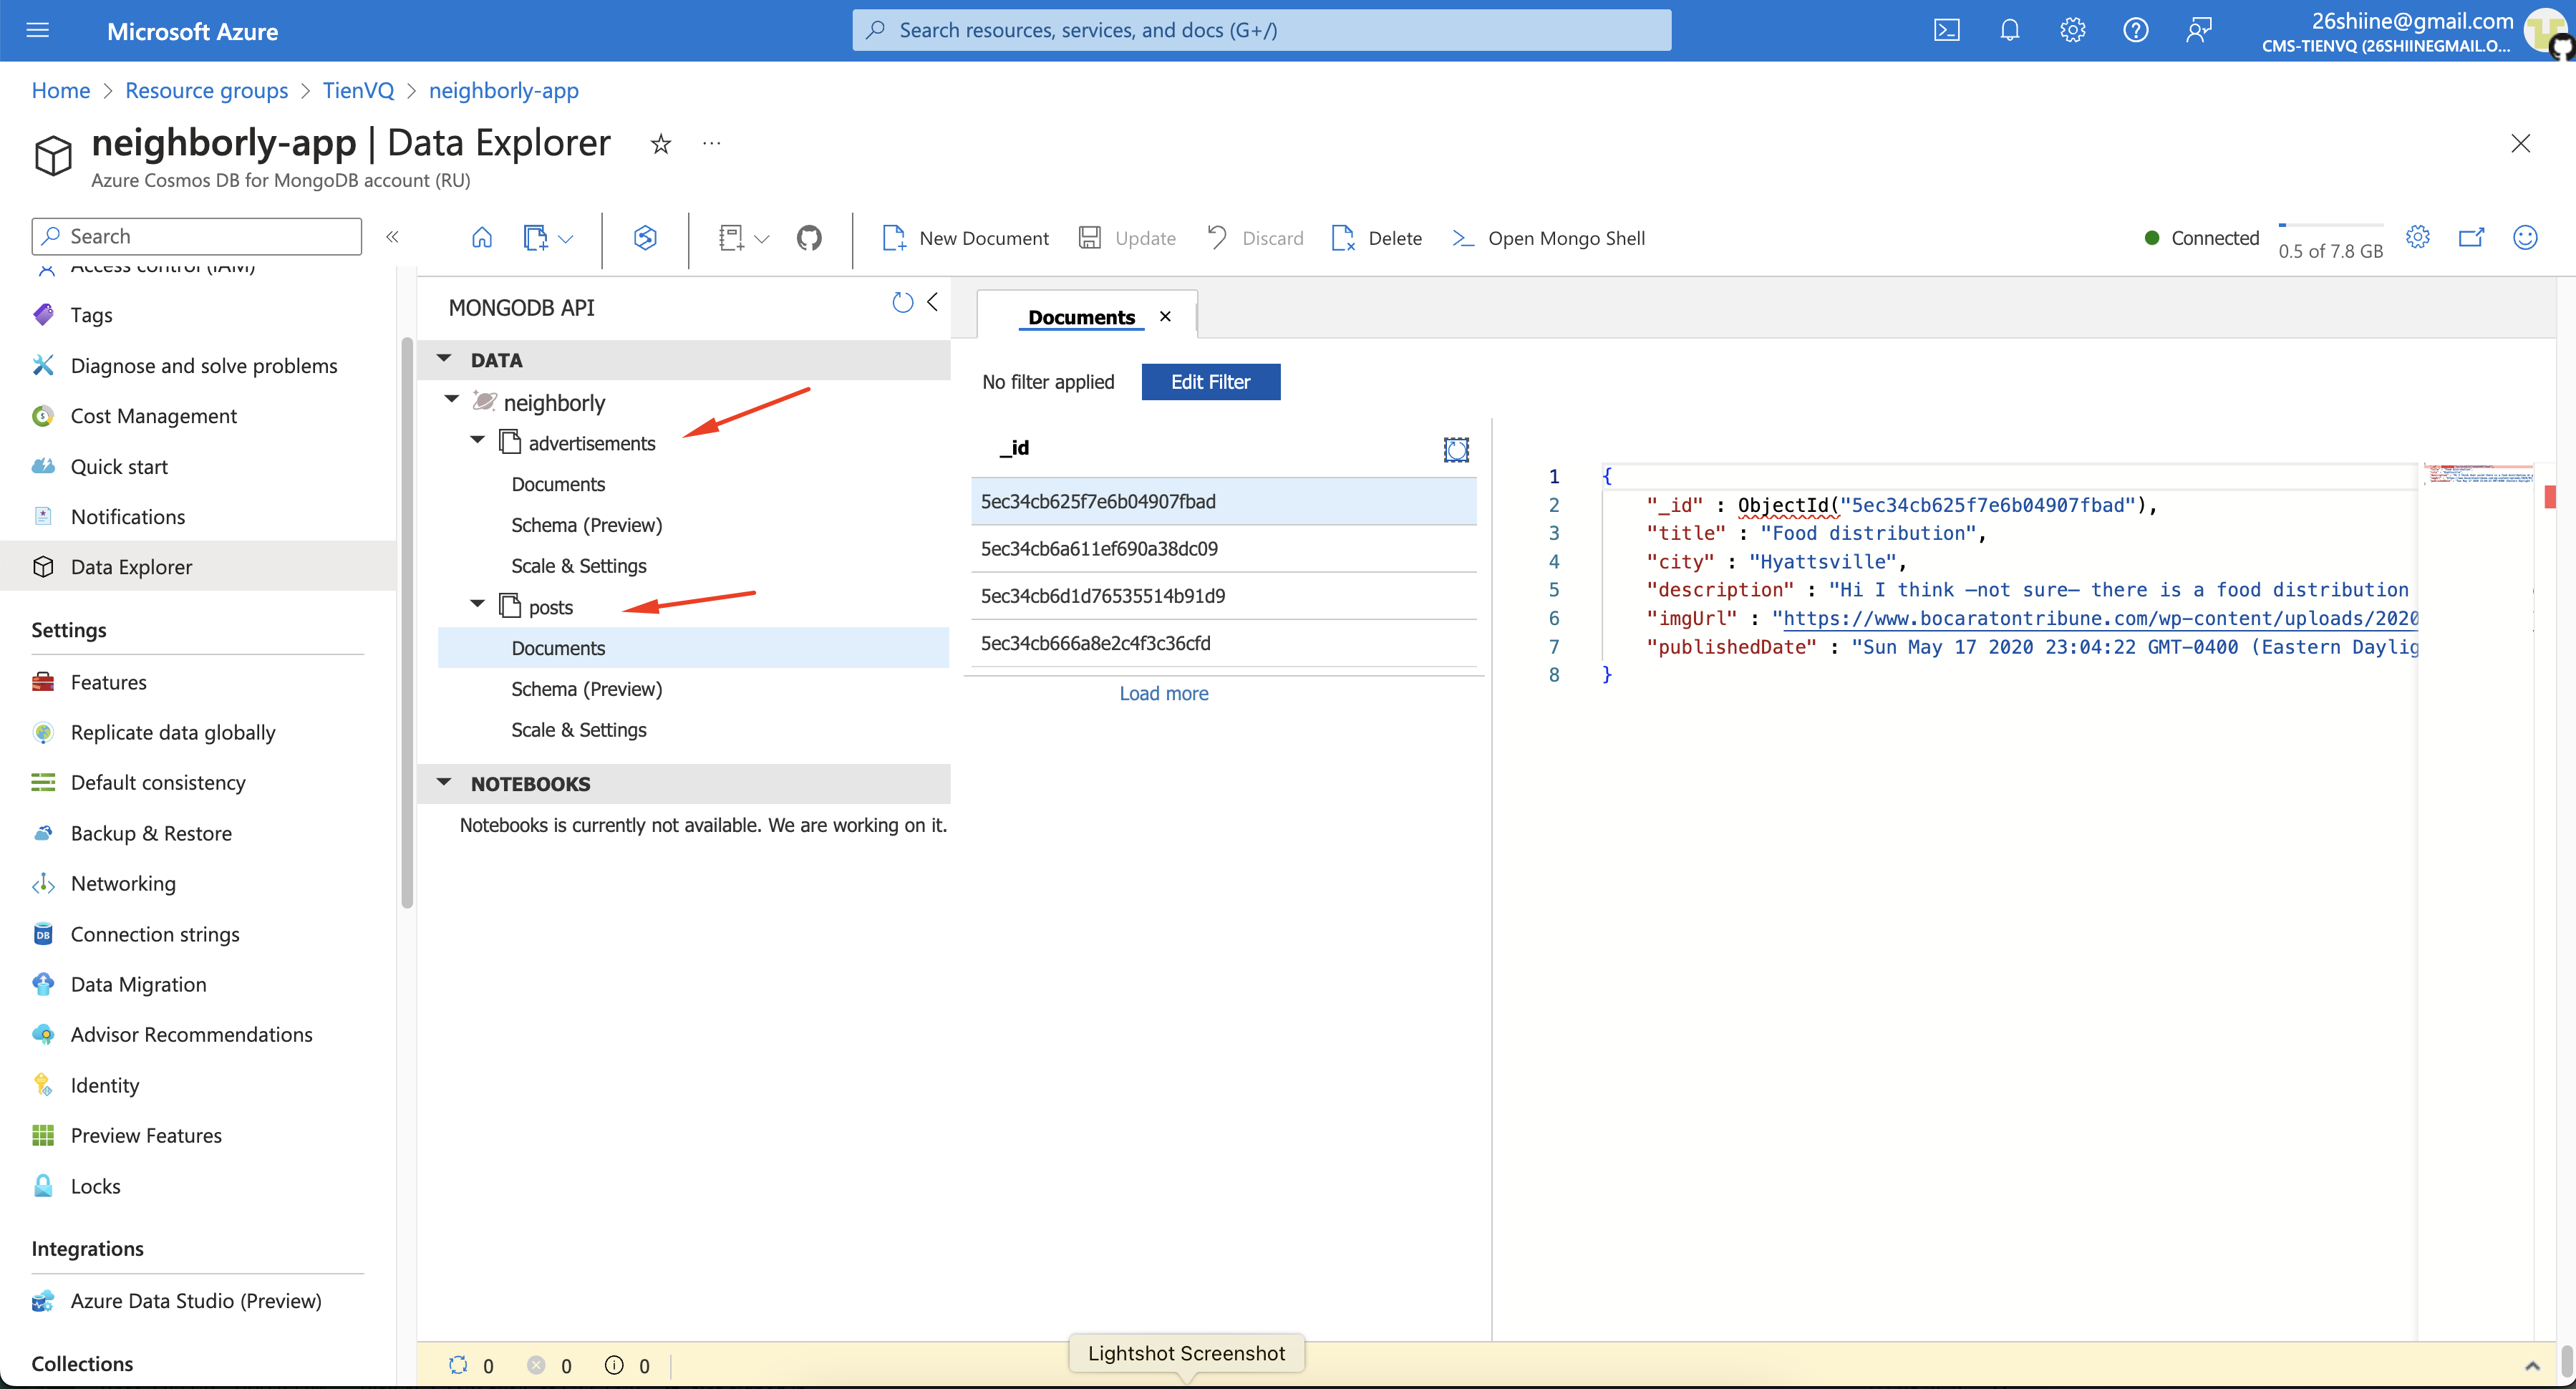 Microsoft Azure
Search resources, services, and docs (G+/)
26shiine@gmail.com
CMS-TIENVQ (26SHIINEGMAIL.O...
Home > Resource groups > TienVQ > neighborly-app
neighborly-app | Data Explorer
Azure Cosmos DB for MongoDB account (RU)
Search
New Document
Update
Discard
Delete
Open Mongo Shell
Connected
0.5 of 7.8 GB
Access control (IAM)
Tags
Diagnose and solve problems
Cost Management
Quick start
Notifications
Data Explorer
Settings
Features
Replicate data globally
Default consistency
Backup & Restore
Networking
Connection strings
Data Migration
Advisor Recommendations
Identity
Preview Features
Locks
Integrations
Azure Data Studio (Preview)
Collections
MONGODB API
DATA
neighborly
advertisements
Documents
Schema (Preview)
Scale & Settings
posts
Documents
Schema (Preview)
Scale & Settings
NOTEBOOKS
Notebooks is currently not available. We are working on it.
Documents
No filter applied
Edit Filter
_id
5ec34cb625f7e6b04907fbad
5ec34cb6a611ef690a38dc09
5ec34cb6d1d76535514b91d9
5ec34cb666a8e2c4f3c36cfd
Load more
1 {
2 "_id" : ObjectId("5ec34cb625f7e6b04907fbad"),
3 "title" : "Food distribution",
4 "city" : "Hyattsville",
5 "description" : "Hi I think —not sure— there is a food distribution
6 "imgUrl" : "https://www.bocaratontribune.com/wp-content/uploads/2020
7 "publishedDate" : "Sun May 17 2020 23:04:22 GMT-0400 (Eastern Daylig
8 }
0 0 0
Lightshot Screenshot